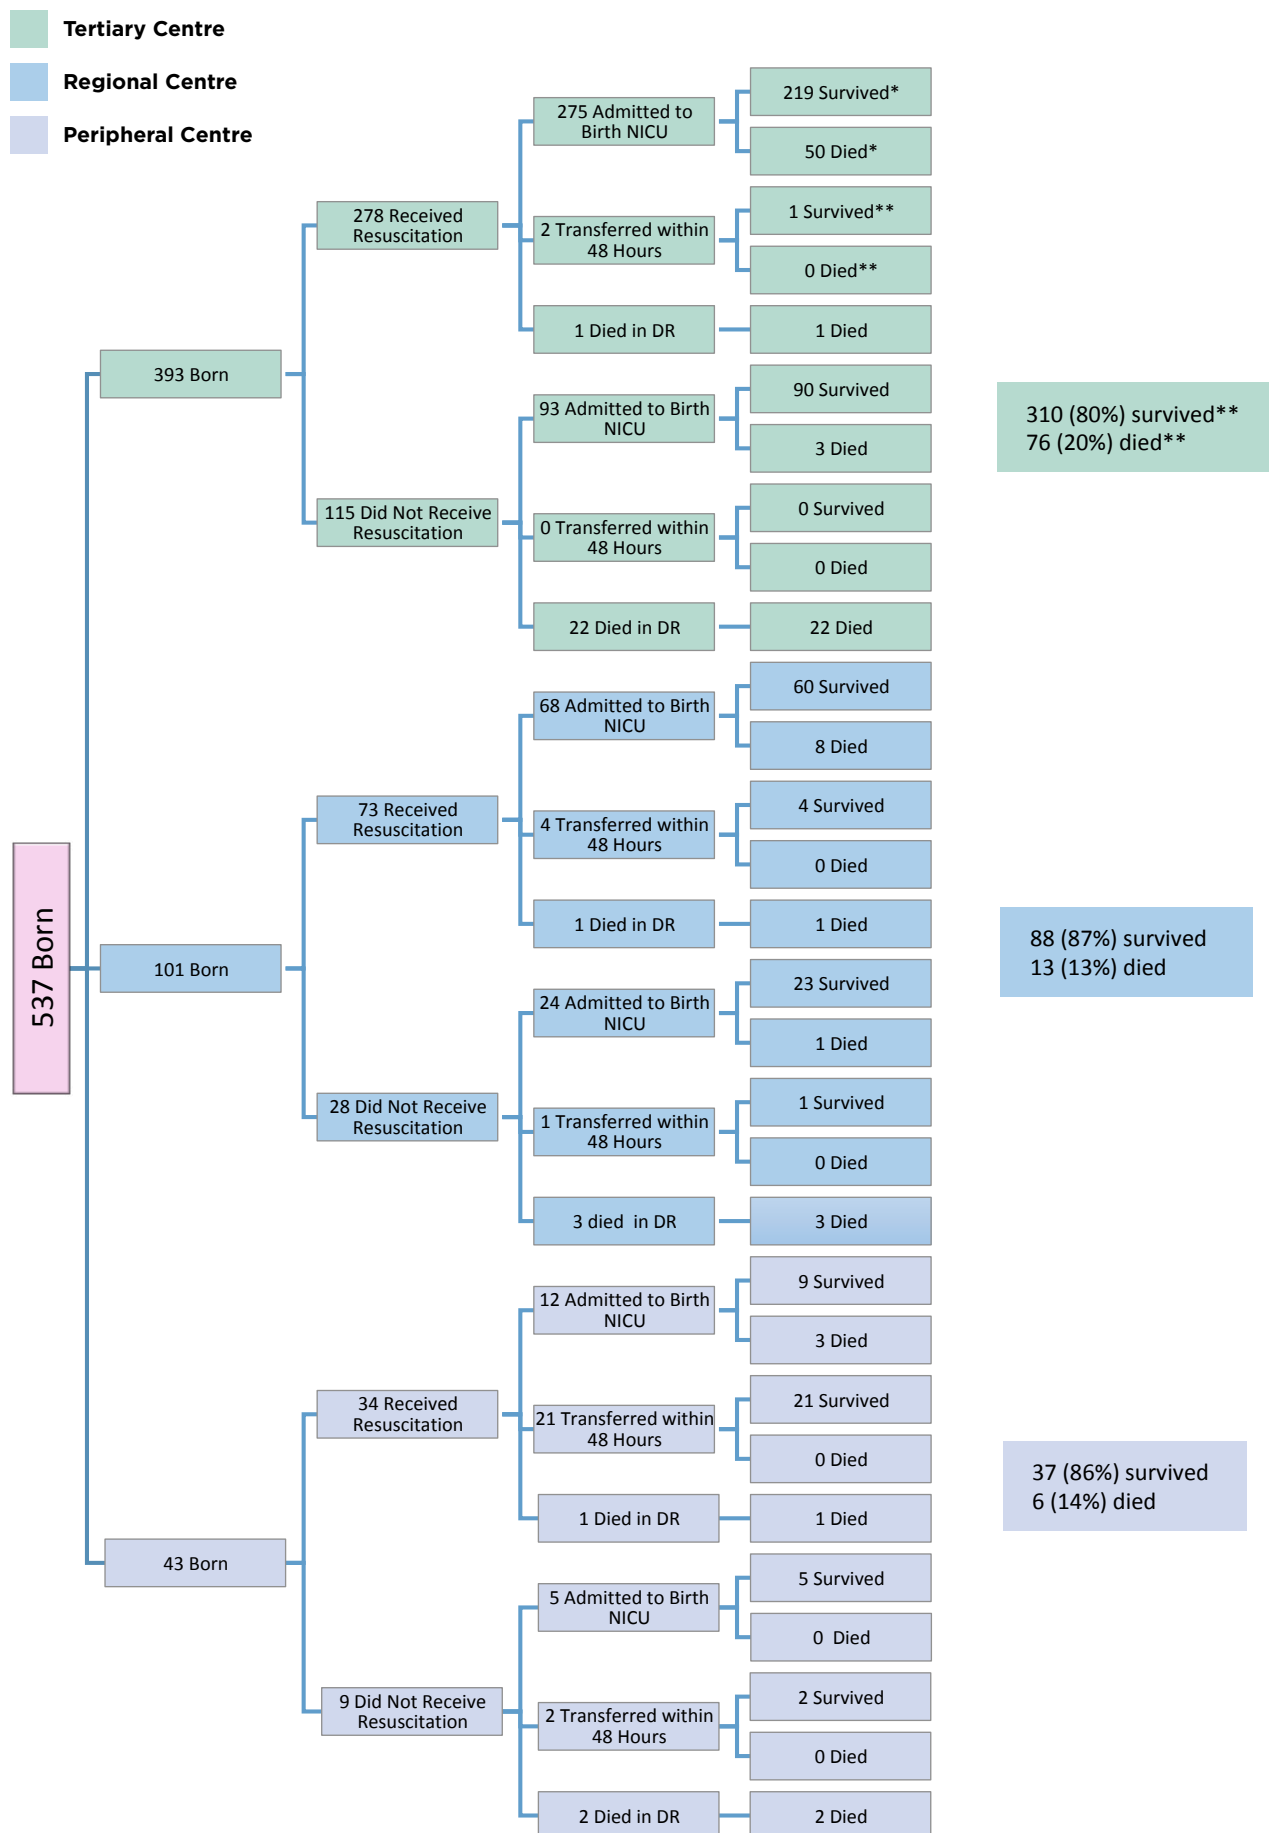 Tertiary Centre
Regional Centre
Peripheral Centre
537 Born
393 Born
278 Received
Resuscitation
275 Admitted to
Birth NICU
219 Survived*
50 Died*
2 Transferred within
48 Hours
1 Survived**
0 Died**
1 Died in DR
1 Died
115 Did Not Receive
Resuscitation
93 Admitted to Birth
NICU
90 Survived
3 Died
0 Transferred within
48 Hours
0 Survived
0 Died
22 Died in DR
22 Died
310 (80%) survived**
76 (20%) died**
101 Born
73 Received
Resuscitation
68 Admitted to Birth
NICU
60 Survived
8 Died
4 Transferred within
48 Hours
4 Survived
0 Died
1 Died in DR
1 Died
28 Did Not Receive
Resuscitation
24 Admitted to Birth
NICU
23 Survived
1 Died
1 Transferred within
48 Hours
1 Survived
0 Died
3 died in DR
3 Died
88 (87%) survived
13 (13%) died
43 Born
34 Received
Resuscitation
12 Admitted to Birth
NICU
9 Survived
3 Died
21 Transferred within
48 Hours
21 Survived
0 Died
1 Died in DR
1 Died
9 Did Not Receive
Resuscitation
5 Admitted to Birth
NICU
5 Survived
0 Died
2 Transferred within
48 Hours
2 Survived
0 Died
2 Died in DR
2 Died
37 (86%) survived
6 (14%) died